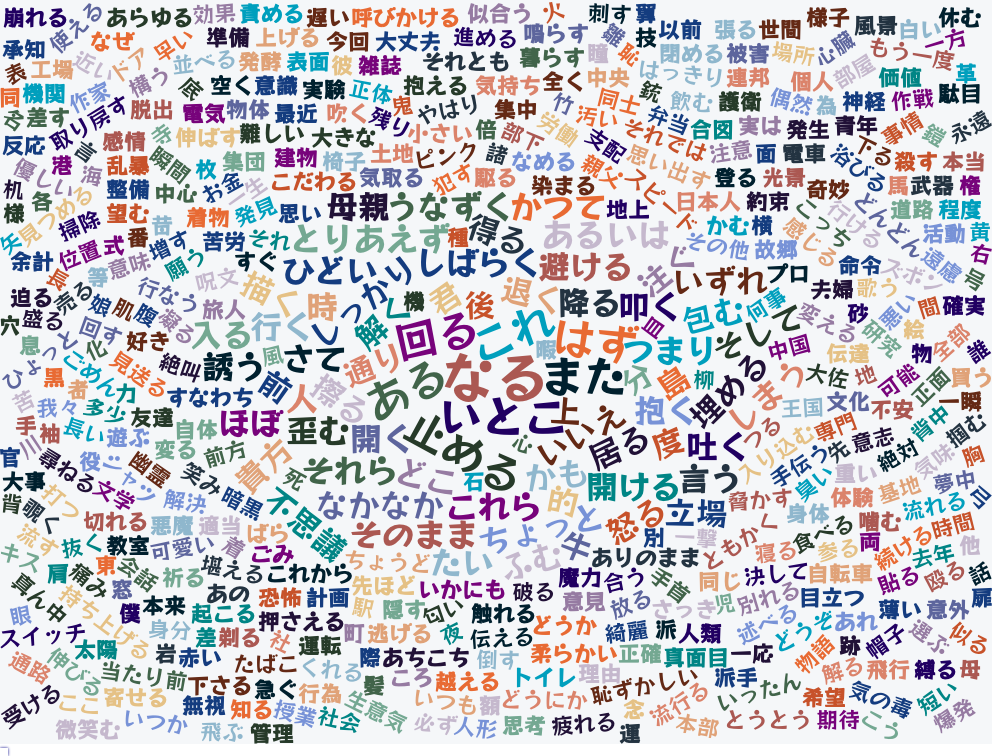 崩れる あらゆる 効果 責める 遅い 呼びかける 似合う 火 刺す 翼 以前 張る 世間 様子 風景 白い 休む
承知 使える なぜ 早い 準備 上げる 今回 大丈夫 進める 鳴らす 雛 恥 技 閉める 被害 場所 心臓 もう一度 一方
表 工場 近い ドア 並べる 発酵 表面 彼 雑誌 それとも 暮らす 瞳 はっきり 連邦 個人 部屋 価値 革
同 機関 作家 構う 底 空く 意識 実験 正体 抱える 気持ち 全く 中央 銃 飲む 護衛 偶然 為 神経 作戦 駄目
冬 差す 取り戻す 脱出 電気 物体 最近 吹く 鬼 残り やはり 集中 竹 汚い 同士 弁当 合図 実は 発生 青年 事情 鎧 永遠
反応 言 感情 寺 伸ばす 難しい 大きな 小さい 倍 部下 労働 支配 それでは 注意 面 電車 下る 殺す 本当
優しい 港 海 乱暴 瞬間 枚 集団 建物 椅子 土地 ピンク 諸 なめる 親父 思い出す 登る 光景 浴びる 馬 武器 権
机 各 見つめる 整備 中心 お金 一生 こだわる 気取る 犯す 駆る 染まる スピード 日本人 約束 奇妙 どんどん 道路 程度
様 矢 掃除 望む 昔 着物 発見 思い 母親 うなずく かつて 地上 かむ 横 こっち 行ける 活動 黄
余計 位置 式 番 増す 苦労 それ とりあえず 種 得る あるいは ぐ その他 故郷 感じる 遠慮 右
長 等 意味 願う すぐ ひどい り しばらく 避ける 注 いずれ プロ 命令 スポン 号
迫る 売る 娘 肌 腹 行なう 呪文 描く っかり 機 君 後 退く 降る 叩く 包む 何事 夫婦 歌う 願い 間 確実
穴 盛る 回す 凝る 旅人 時 し 解く 回る これ はず 目 そして 変える 砂 研究 絵 全部 誰
息 ひょっと 化 好き 入る 行く 風 さて 通り 暇 つまり 中国 伝達 物
黒 ごめん 力 見送る 絶叫 誘う 前 擦る ある なる また 分 島 柳 埋める 大佐 地 可能 正面 買う
苦 我々 者 多少 友達 すなわち 人 いとこ 上 え 抱く しまう 王国 文化 不安 一瞬
手 袖 長い 遊ぶ 変る 自体 ほぼ 歪む 開く 止める 心 いいえ 居る 度 吐く つる 入り込む 専門 当中 掴む
官 三 役 ニャン 幽霊 前方 貴方 死 それら どこ 石 かも 開ける 言う 手伝う 先 意志 絶対 気味 胸
大事 尋ねる 文学 解決 笑み 暗黒 不思議 なかなか これら 的 怒る 立場 脅かす 臭い 重い 基地 夢中 山
背 覗く 打つ 切れる 悪魔 適当 ばら そのまま ちょっと 別 一撃 身体 体験 噛む 流れる
流す 抜く 教室 可愛い 着 ごみ ちょうど たい ふむ 牛 ありのまま ともかく 寝る 食べる 参る 両 続ける 時間
キス 肩 痛み 東 会話 祈る 堪える これから 先ほど いかにも 破る 魔力 合う 手首 同じ 決して 自転車 去年 他
真ん中 持ち上げる 窓 僕 本来 あの 恐怖 計画 駅 隠す 匂い 触れる 意見 放る さっき 児 別れる 目立つ 貼る 殴る 話
眼 スイッチ 身分 起こる 押さえる 町 逃げる 夜 伝える どうか 綺麗 派 人類 述べる どうぞ あれ 薄い 意外 扉
太陽 岩 赤い 差 剃る 社 運転 際 あちこち 倒す 柔らかい 正確 真面目 一応 物語 跡 帽子 選ぶ 似る
通路 伸びる 当たり前 たばこ くれる 髪 ころ 越える トイレ 理由 派手 解る 飛行 縛る 母
受ける ここ 寄せる 下さる 急ぐ 行為 生意気 いつも 額 どうにか 恥ずかしい 流行る いったん 希望 気の毒 短い
微笑む いつか 無視 知る 授業 社会 必ず 人形 思考 疲れる 念 運 本部 とうとう 期待 こう 爆発
飛ぶ 管理